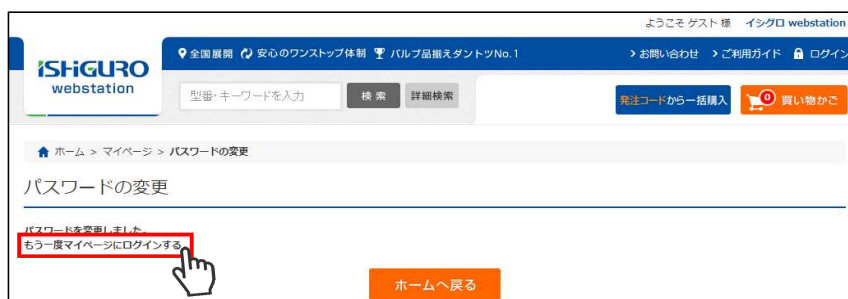 ようこそ ゲスト 様 イシグロ webstation
全国展開 安心のワンストップ体制 バルブ品揃えダントツNo.1 > お問い合わせ > ご利用ガイド ログイン
ISHIGURO
webstation
型番・キーワードを入力 検索 詳細検索 発注コードから一括購入 0 買い物かご
ホーム > マイページ > パスワードの変更
パスワードの変更
パスワードを変更しました。
もう一度マイページにログインする
ホームへ戻る